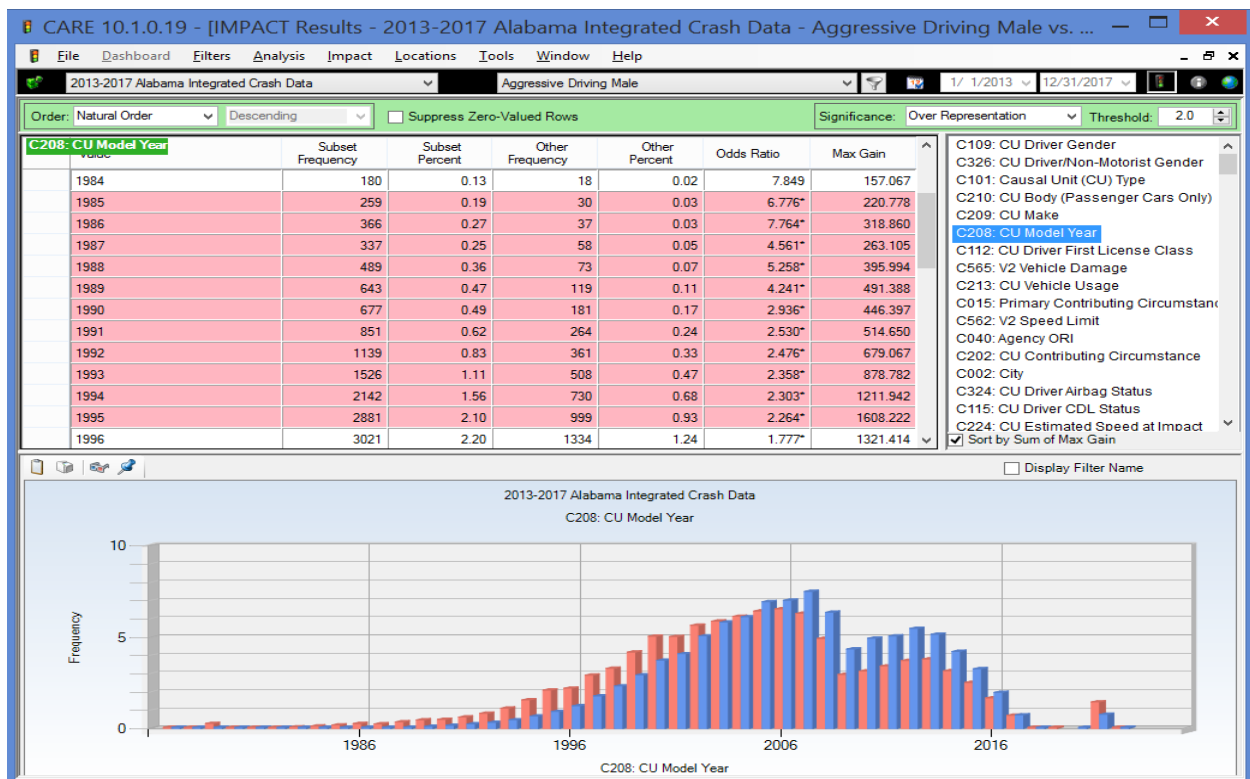 CARE 10.1.0.19 - [IMPACT Results - 2013-2017 Alabama Integrated Crash Data - Aggressive Driving Male vs. ...
File Dashboard Filters Analysis Impact Locations Tools Window Help
2013-2017 Alabama Integrated Crash Data Aggressive Driving Male 1/ 1/2013 12/31/2017
Order: Natural Order Descending Suppress Zero-Valued Rows Significance: Over Representation Threshold: 2.0
C208: CU Model Year
Subset Frequency Subset Percent Other Frequency Other Percent Odds Ratio Max Gain
1984 180 0.13 18 0.02 7.849 157.067
1985 259 0.19 30 0.03 6.776* 220.778
1986 366 0.27 37 0.03 7.764* 318.860
1987 337 0.25 58 0.05 4.561* 263.105
1988 489 0.36 73 0.07 5.258* 395.994
1989 643 0.47 119 0.11 4.241* 491.388
1990 677 0.49 181 0.17 2.936* 446.397
1991 851 0.62 264 0.24 2.530* 514.650
1992 1139 0.83 361 0.33 2.476* 679.067
1993 1526 1.11 508 0.47 2.358* 878.782
1994 2142 1.56 730 0.68 2.303* 1211.942
1995 2881 2.10 999 0.93 2.264* 1608.222
1996 3021 2.20 1334 1.24 1.777* 1321.414
C109: CU Driver Gender
C326: CU Driver/Non-Motorist Gender
C101: Causal Unit (CU) Type
C210: CU Body (Passenger Cars Only)
C209: CU Make
C208: CU Model Year
C112: CU Driver First License Class
C565: V2 Vehicle Damage
C213: CU Vehicle Usage
C015: Primary Contributing Circumstanc
C562: V2 Speed Limit
C040: Agency ORI
C202: CU Contributing Circumstance
C002: City
C324: CU Driver Airbag Status
C115: CU Driver CDL Status
C224: CU Estimated Speed at Impact
Sort by Sum of Max Gain
Display Filter Name
2013-2017 Alabama Integrated Crash Data
C208: CU Model Year
10
5
0
Frequency
1986 1996 2006 2016
C208: CU Model Year